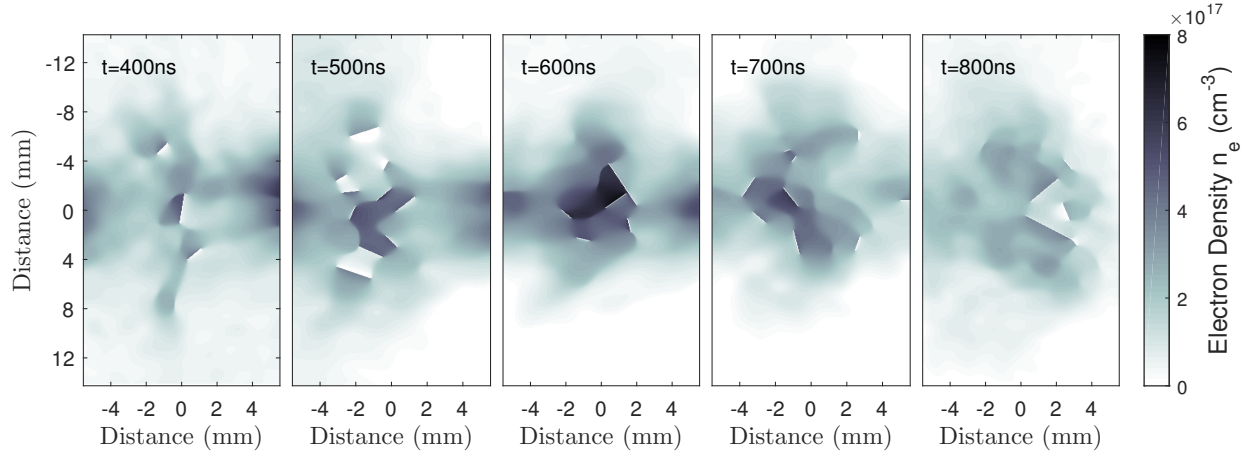 ×10^17
t=400ns
t=500ns
t=600ns
t=700ns
t=800ns
-12
-8
-4
0
4
8
12
Distance (mm)
-4 -2 0 2 4
-4 -2 0 2 4
-4 -2 0 2 4
-4 -2 0 2 4
-4 -2 0 2 4
Distance (mm)
Distance (mm)
Distance (mm)
Distance (mm)
Distance (mm)
8
6
4
2
0
Electron Density n_e (cm^-3)